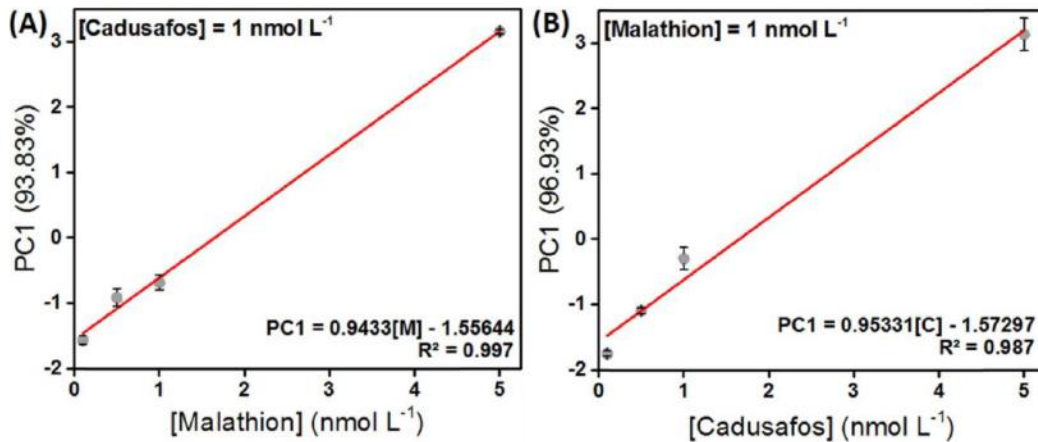 (A)
[Cadusafos] = 1 nmol L⁻¹
3
2
1
0
-1
-2
PC1 (93.83%)
PC1 = 0.9433[M] - 1.55644
R² = 0.997
0 1 2 3 4 5
[Malathion] (nmol L⁻¹)
(B)
[Malathion] = 1 nmol L⁻¹
3
2
1
0
-1
-2
PC1 (96.93%)
PC1 = 0.95331[C] - 1.57297
R² = 0.987
0 1 2 3 4 5
[Cadusafos] (nmol L⁻¹)